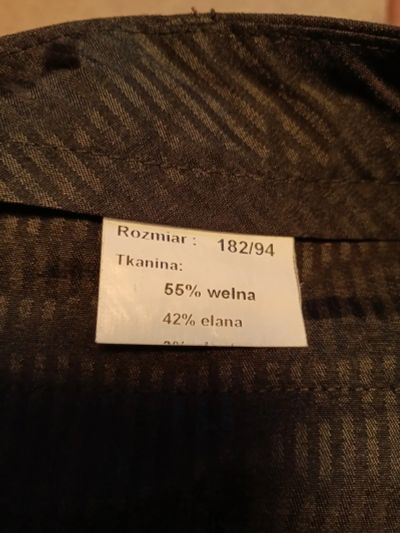 Rozmiar : 182/94
Tkanina:
55% wełna
42% elana